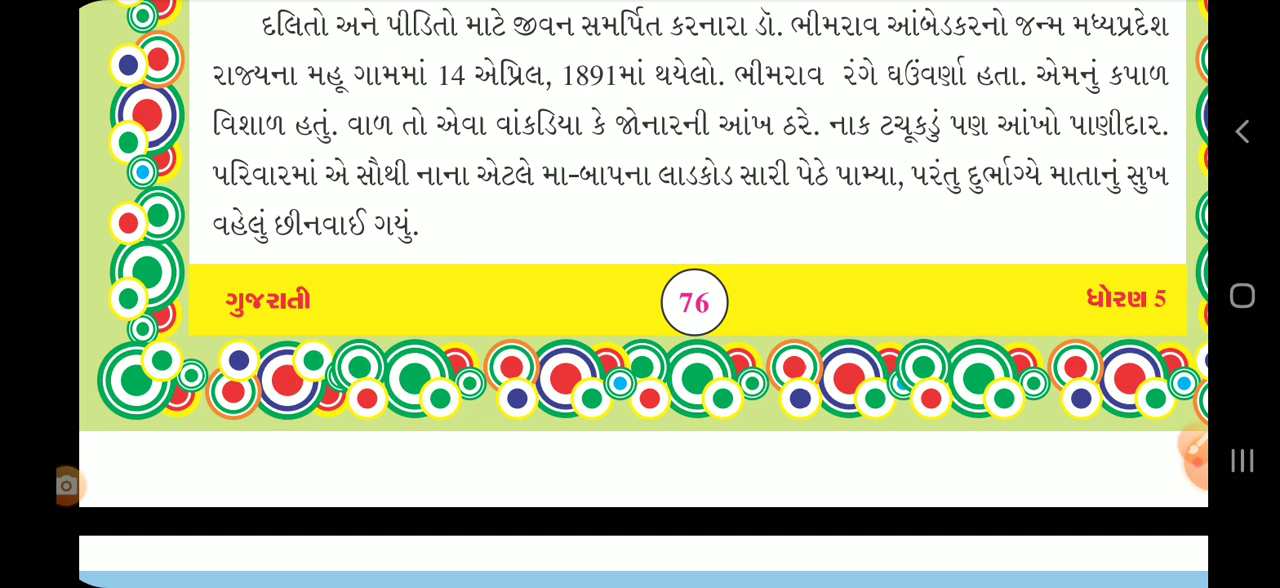 દલિતો અને પીડિતો માટે જીવન સમર્પિત કરનારા ડૉ. ભીમરાવ આંબેડકરનો જન્મ મધ્યપ્રદેશ
રાજ્યના મહૂ ગામમાં 14 એપ્રિલ, 1891માં થયેલો. ભીમરાવ રંગે ઘઉંવર્ણા હતા. એમનું કપાળ
વિશાળ હતું. વાળ તો એવા વાંકડિયા કે જોનારની આંખ ઠરે. નાક ટચૂકડું પણ આંખો પાણીદાર.
પરિવારમાં એ સૌથી નાના એટલે મા-બાપના લાડકોડ સારી પેઠે પામ્યા, પરંતુ દુર્ભાગ્યે માતાનું સુખ
વહેલું છીનવાઈ ગયું.
ગુજરાતી 76 ધોરણ 5